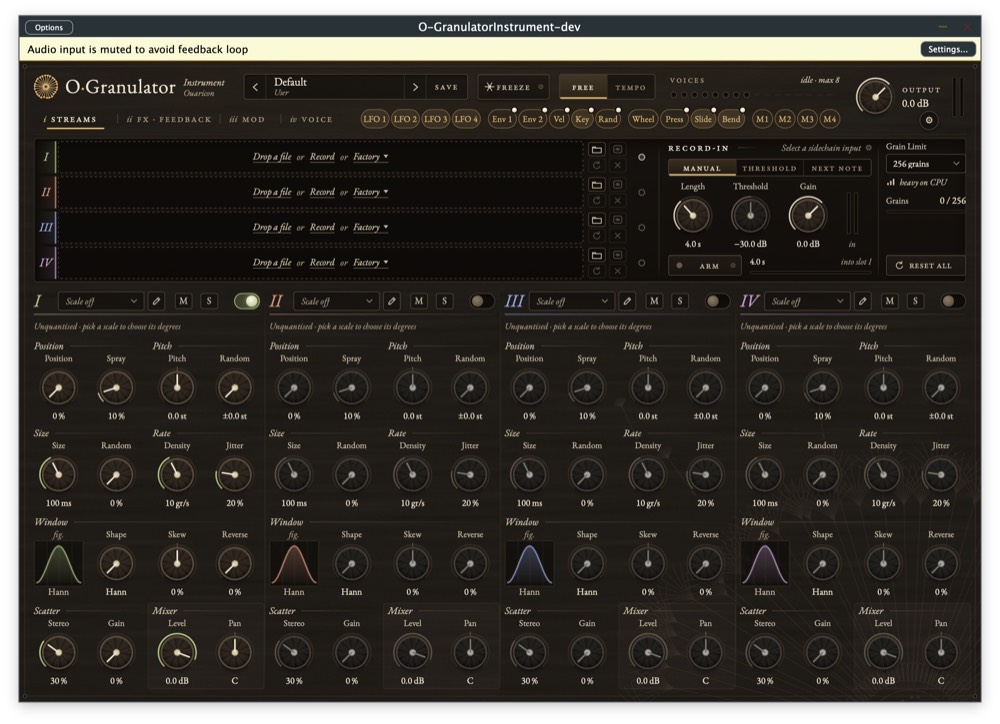 Options
O-GranulatorInstrument-dev
Audio input is muted to avoid feedback loop
Settings...
O·Granulator
Instrument
Ouaricon
Default
User
SAVE
FREEZE
FREE
TEMPO
VOICES
idle · max 8
OUTPUT
0.0 dB
i STREAMS
ii FX · FEEDBACK
iii MOD
iv VOICE
LFO 1 LFO 2 LFO 3 LFO 4
Env 1 Env 2 Vel Key Rand
Wheel Press Slide Bend
M1 M2 M3 M4
I Drop a file or Record or Factory
II Drop a file or Record or Factory
III Drop a file or Record or Factory
IV Drop a file or Record or Factory
RECORD-IN
Select a sidechain input
MANUAL THRESHOLD NEXT NOTE
Length Threshold Gain
4.0 s −30.0 dB 0.0 dB in
ARM 4.0 s into slot 1
Grain Limit
256 grains
heavy on CPU
Grains 0 / 256
RESET ALL
I Scale off M S
Unquantised · pick a scale to choose its degrees
Position Pitch
Position Spray Pitch Random
0 % 10 % 0.0 st ±0.0 st
Size Rate
Size Random Density Jitter
100 ms 0 % 10 gr/s 20 %
Window
fig. Shape Skew Reverse
Hann Hann 0 % 0 %
Scatter Mixer
Stereo Gain Level Pan
30 % 0 % 0.0 dB C
II Scale off M S
Unquantised · pick a scale to choose its degrees
Position Pitch
Position Spray Pitch Random
0 % 10 % 0.0 st ±0.0 st
Size Rate
Size Random Density Jitter
100 ms 0 % 10 gr/s 20 %
Window
fig. Shape Skew Reverse
Hann Hann 0 % 0 %
Scatter Mixer
Stereo Gain Level Pan
30 % 0 % 0.0 dB C
III Scale off M S
Unquantised · pick a scale to choose its degrees
Position Pitch
Position Spray Pitch Random
0 % 10 % 0.0 st ±0.0 st
Size Rate
Size Random Density Jitter
100 ms 0 % 10 gr/s 20 %
Window
fig. Shape Skew Reverse
Hann Hann 0 % 0 %
Scatter Mixer
Stereo Gain Level Pan
30 % 0 % 0.0 dB C
IV Scale off M S
Unquantised · pick a scale to choose its degrees
Position Pitch
Position Spray Pitch Random
0 % 10 % 0.0 st ±0.0 st
Size Rate
Size Random Density Jitter
100 ms 0 % 10 gr/s 20 %
Window
fig. Shape Skew Reverse
Hann Hann 0 % 0 %
Scatter Mixer
Stereo Gain Level Pan
30 % 0 % 0.0 dB C